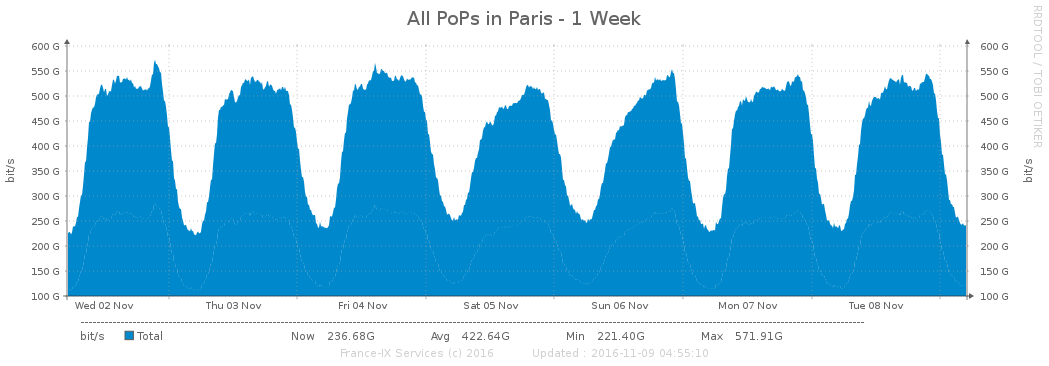 All PoPs in Paris - 1 Week
RRDTOOL / TOBI OETIKER
bit/s
600 G 600 G
550 G 550 G
500 G 500 G
450 G 450 G
400 G 400 G
350 G 350 G
300 G 300 G
250 G 250 G
200 G 200 G
150 G 150 G
100 G 100 G
bit/s
Wed 02 Nov Thu 03 Nov Fri 04 Nov Sat 05 Nov Sun 06 Nov Mon 07 Nov Tue 08 Nov
bit/s Total Now 236.68G Avg 422.64G Min 221.40G Max 571.91G
France-IX Services (c) 2016 Updated : 2016-11-09 04:55:10